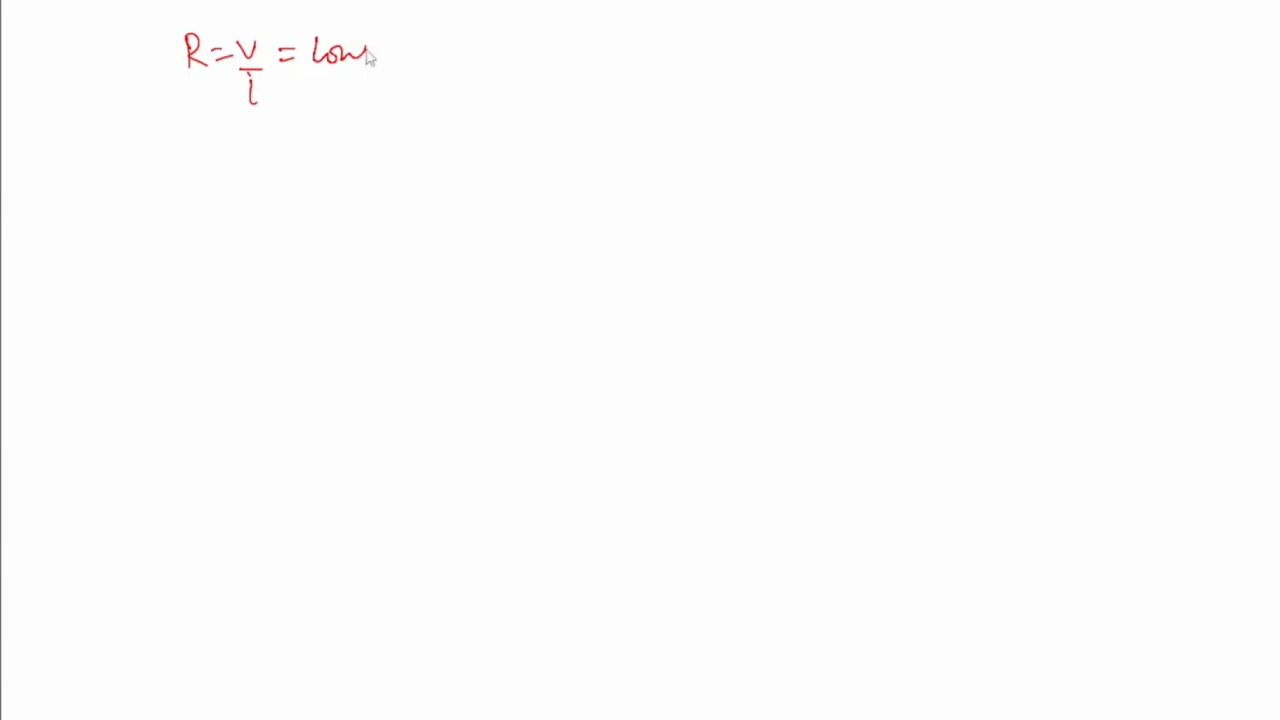 R = V/i = low